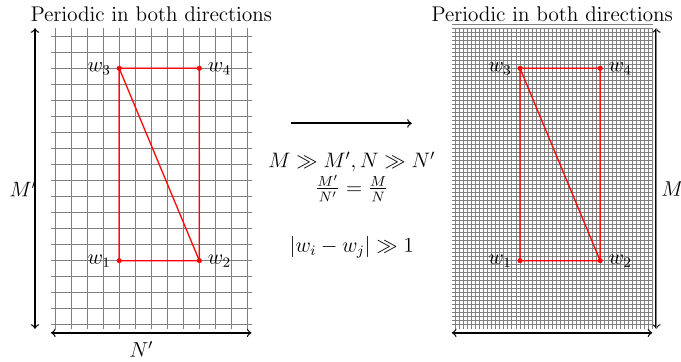 Periodic in both directions
w₃ w₄
M′
w₁ w₂
N′
M ≫ M′, N ≫ N′
M′/N′ = M/N
|wᵢ − wⱼ| ≫ 1
Periodic in both directions
w₃ w₄
M
w₁ w₂